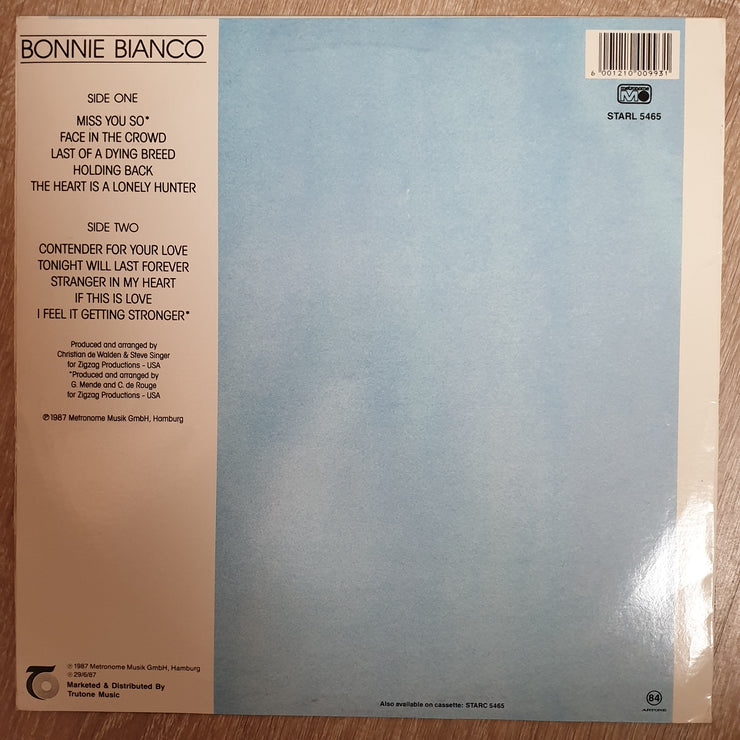 BONNIE BIANCO
SIDE ONE
MISS YOU SO*
FACE IN THE CROWD
LAST OF A DYING BREED
HOLDING BACK
THE HEART IS A LONELY HUNTER
SIDE TWO
CONTENDER FOR YOUR LOVE
TONIGHT WILL LAST FOREVER
STRANGER IN MY HEART
IF THIS IS LOVE
I FEEL IT GETTING STRONGER*
Produced and arranged by
Christian de Walden & Steve Singer
for Zigzag Productions - USA
*Produced and arranged by
G. Mende and C. de Rouge
for Zigzag Productions - USA
℗1987 Metronome Musik GmbH, Hamburg
6 001210 009931
STARL 5465
℗ 1987 Metronome Musik GmbH, Hamburg
℗ 29/6/87
Marketed & Distributed By
Trutone Music
Also available on cassette: STARC 5465
84